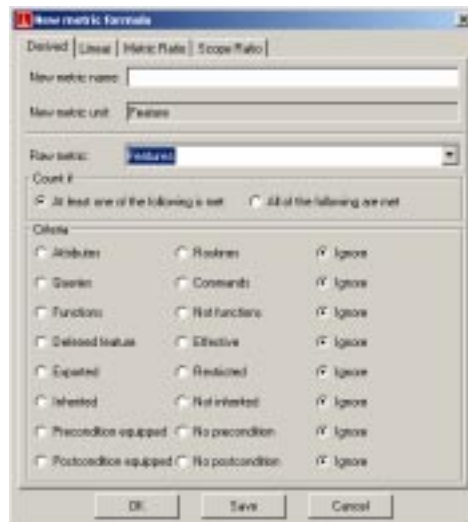 New metric formula
Derived Linear Metric Ratio Scope Ratio
New metric name:
New metric unit: Feature
Raw metric: Features
Count if
At least one of the following is met All of the following are met
Criteria
Attributes Routines Ignore
Queries Commands Ignore
Functions Not functions Ignore
Deferred feature Effective Ignore
Exported Restricted Ignore
Inherited Not inherited Ignore
Precondition equipped No precondition Ignore
Postcondition equipped No postcondition Ignore
OK Save Cancel